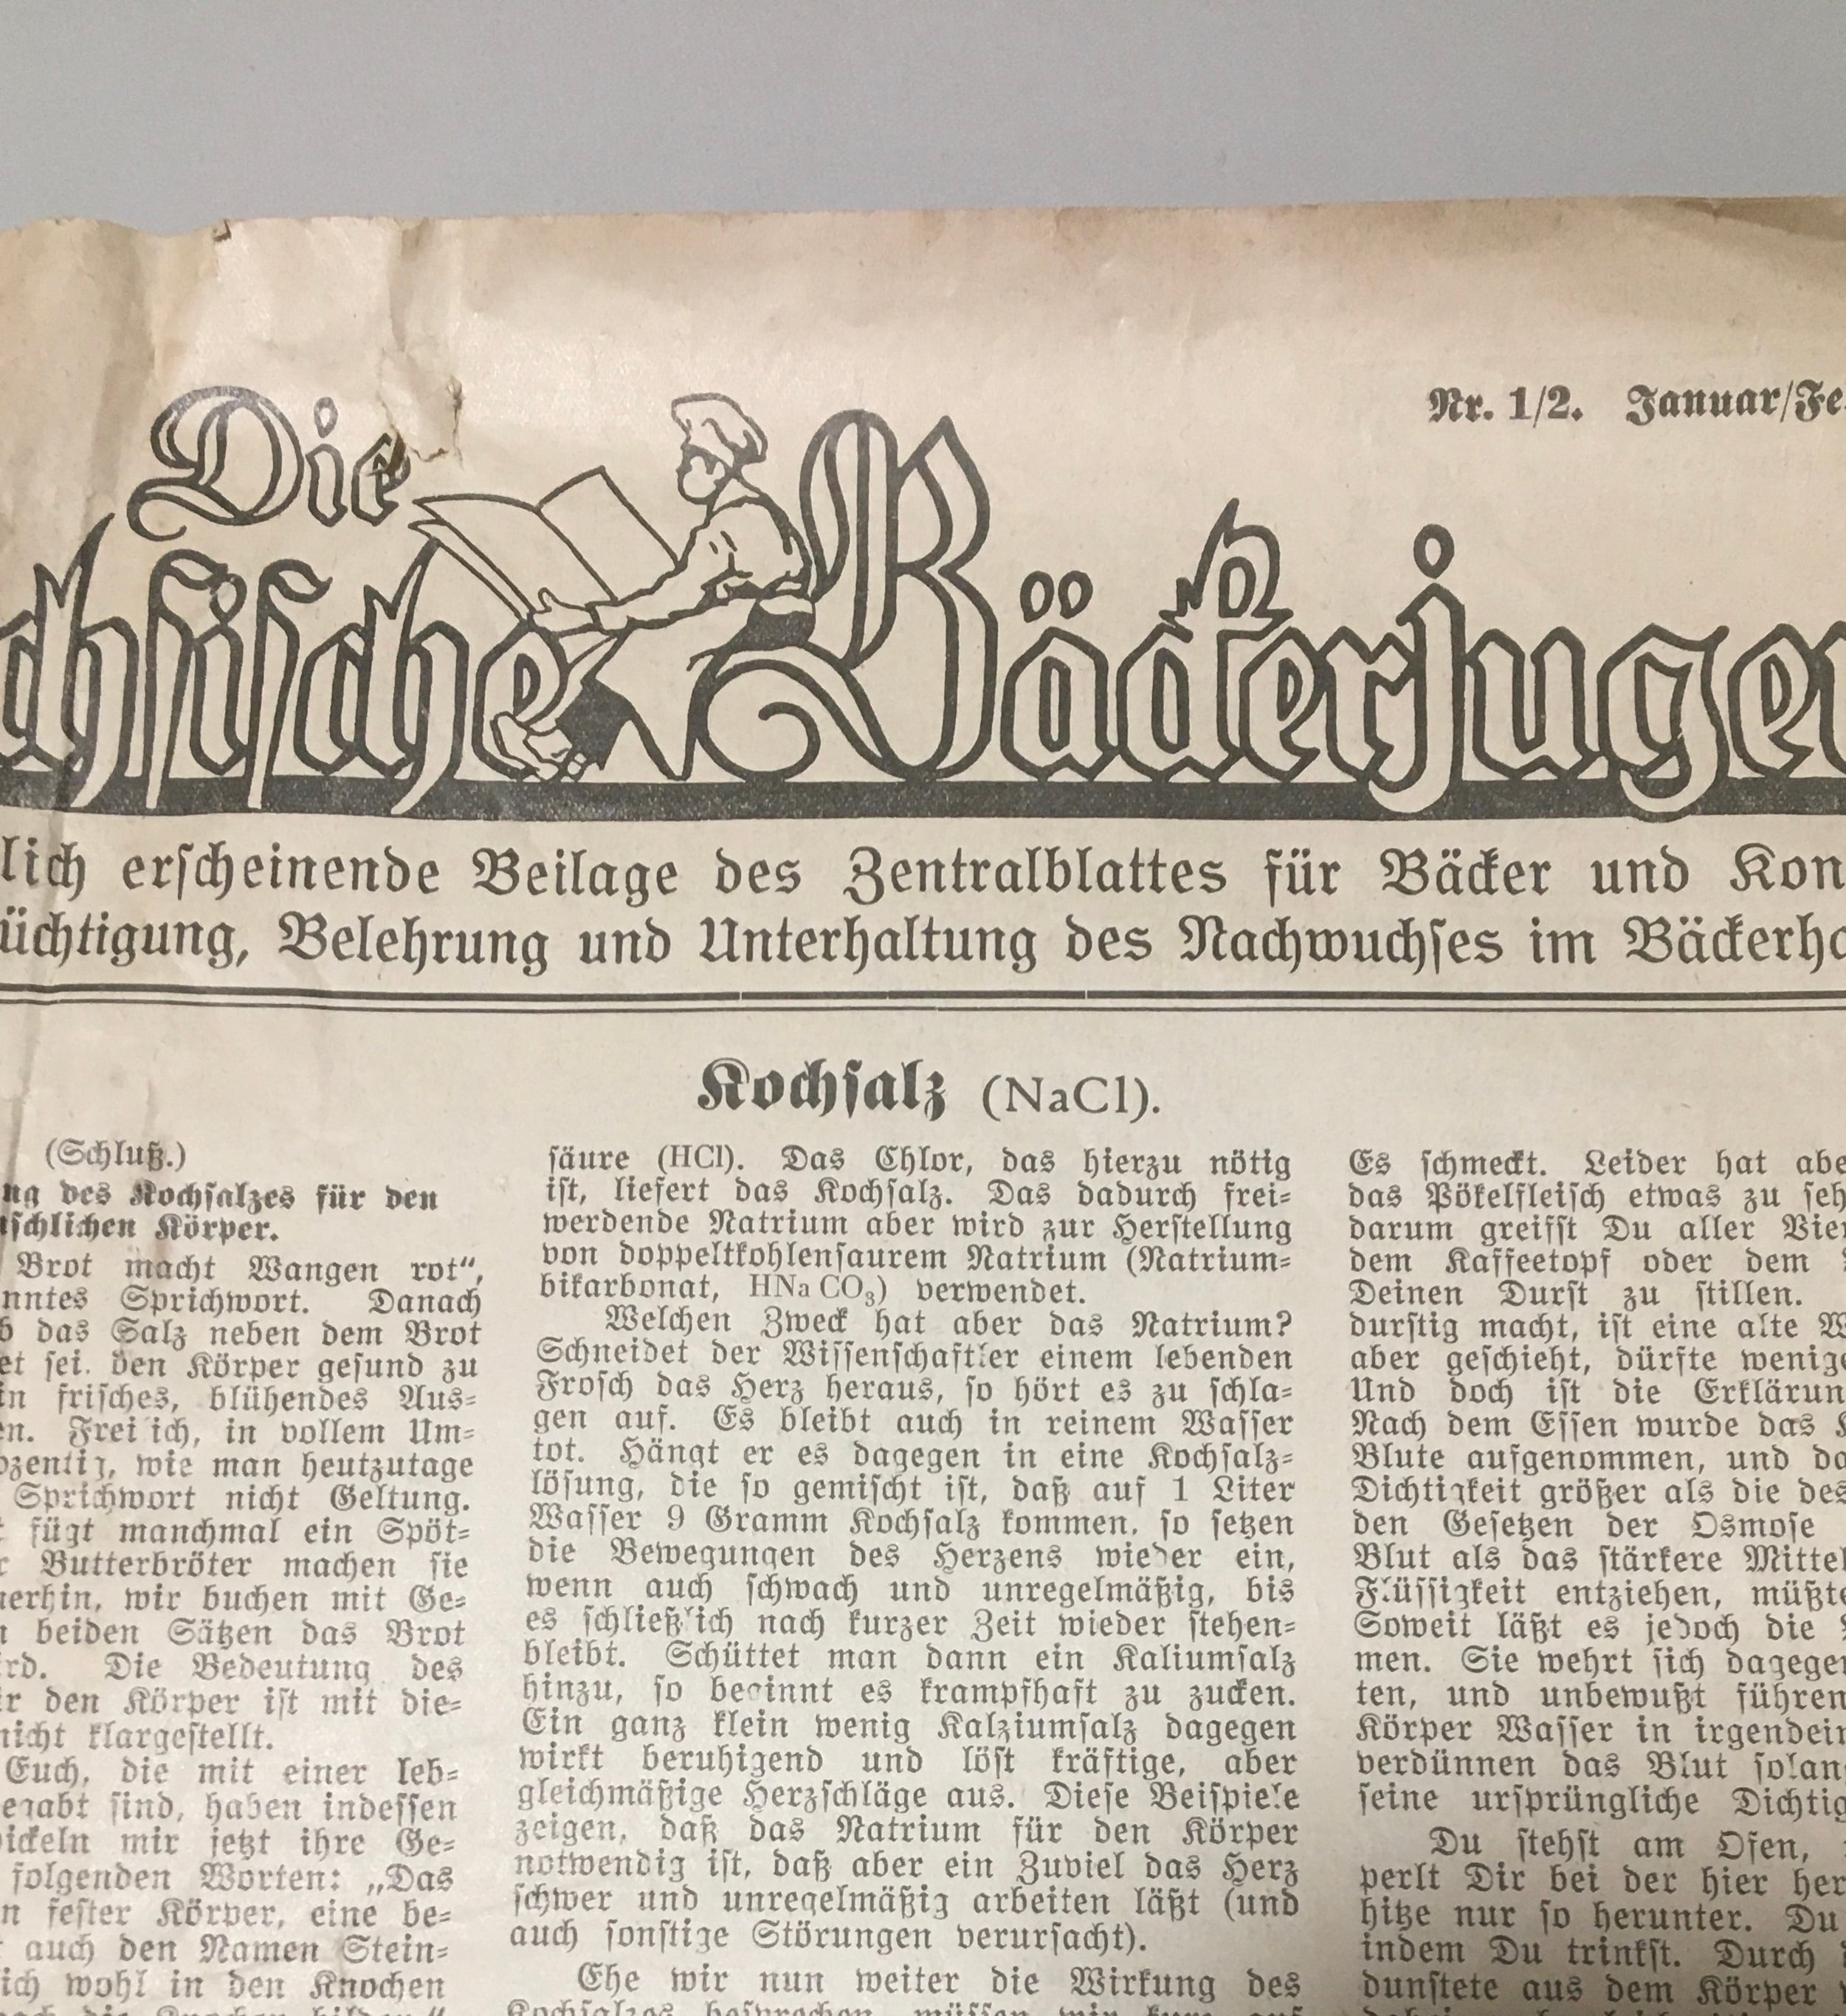 Nr. 1/2. Januar/Fe
Die
chsische Bäckerjugen
lich erscheinende Beilage des Zentralblattes für Bäcker und Kon
üchtigung, Belehrung und Unterhaltung des Nachwuchses im Bäckerha
Kochsalz (NaCl).
(Schluß.)
ng des Kochsalzes für den
schlichen Körper.
Brot macht Wangen rot“,
nntes Sprichwort. Danach
b das Salz neben dem Brot
et sei, den Körper gesund zu
in frisches, blühendes Aus-
en. Freilich, in vollem Um-
ozentig, wie man heutzutage
Sprichwort nicht Geltung.
t fügt manchmal ein Spöt-
r Butterbröter machen sie
erhin, wir buchen mit Ge-
n beiden Sätzen das Brot
rd. Die Bedeutung des
r den Körper ist mit die-
nicht klargestellt.
Euch, die mit einer leb-
egabt sind, haben indessen
ickeln mir jetzt ihre Ge-
folgenden Worten: „Das
n fester Körper, eine be-
t auch den Namen Stein-
ich wohl in den Knochen
säure (HCl). Das Chlor, das hierzu nötig
ist, liefert das Kochsalz. Das dadurch frei-
werdende Natrium aber wird zur Herstellung
von doppeltkohlensaurem Natrium (Natrium-
bikarbonat, HNa CO₃) verwendet.
Welchen Zweck hat aber das Natrium?
Schneidet der Wissenschaftler einem lebenden
Frosch das Herz heraus, so hört es zu schla-
gen auf. Es bleibt auch in reinem Wasser
tot. Hängt er es dagegen in eine Kochsalz-
lösung, die so gemischt ist, daß auf 1 Liter
Wasser 9 Gramm Kochsalz kommen, so setzen
die Bewegungen des Herzens wieder ein,
wenn auch schwach und unregelmäßig, bis
es schließlich nach kurzer Zeit wieder stehen-
bleibt. Schüttet man dann ein Kaliumsalz
hinzu, so beginnt es krampfhaft zu zucken.
Ein ganz klein wenig Kalziumsalz dagegen
wirkt beruhigend und löst kräftige, aber
gleichmäßige Herzschläge aus. Diese Beispiele
zeigen, daß das Natrium für den Körper
notwendig ist, daß aber ein Zuviel das Herz
schwer und unregelmäßig arbeiten läßt (und
auch sonstige Störungen verursacht).
Ehe wir nun weiter die Wirkung des
Kochsalzes besprechen, müssen wir kurz auf
Es schmeckt. Leider hat abe
das Pökelfleisch etwas zu seh
darum greifst Du aller Vier
dem Kaffeetopf oder dem
Deinen Durst zu stillen.
durstig macht, ist eine alte W
aber geschieht, dürfte wenige
Und doch ist die Erklärun
Nach dem Essen wurde das K
Blute aufgenommen, und da
Dichtigkeit größer als die des
den Gesetzen der Osmose
Blut als das stärkere Mittel
Flüssigkeit entziehen, müßte
Soweit läßt es jedoch die
men. Sie wehrt sich dagegen
ten, und unbewußt führen
Körper Wasser in irgendein
verdünnen das Blut solan
seine ursprüngliche Dichtig
Du stehst am Ofen,
perlt Dir bei der hier her
hitze nur so herunter. Du
indem Du trinkst. Durch
dunstete aus dem Körper